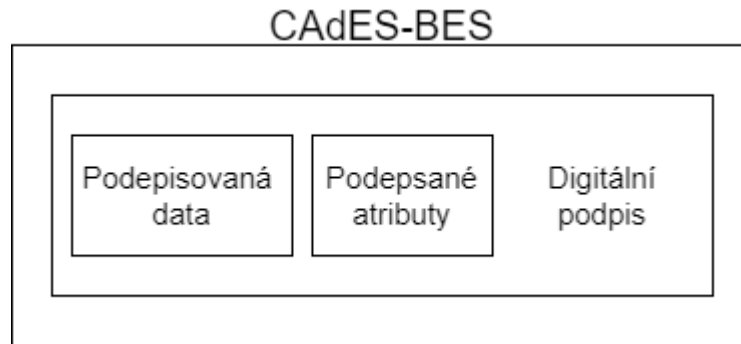 CAdES-BES
Podepisovaná
data
Podepsané
atributy
Digitální
podpis